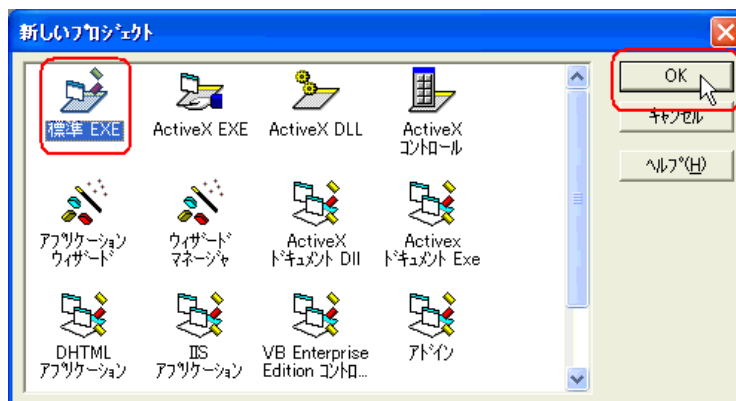 新しいプロジェクト
標準 EXE
ActiveX EXE
ActiveX DLL
ActiveX
コントロール
OK
キャンセル
ヘルプ(H)
アプリケーション
ウィザード
ウィザード
マネージャ
ActiveX
ドキュメント Dll
Activex
ドキュメント Exe
DHTML
アプリケーション
IIS
アプリケーション
VB Enterprise
Edition コントロ...
アドイン